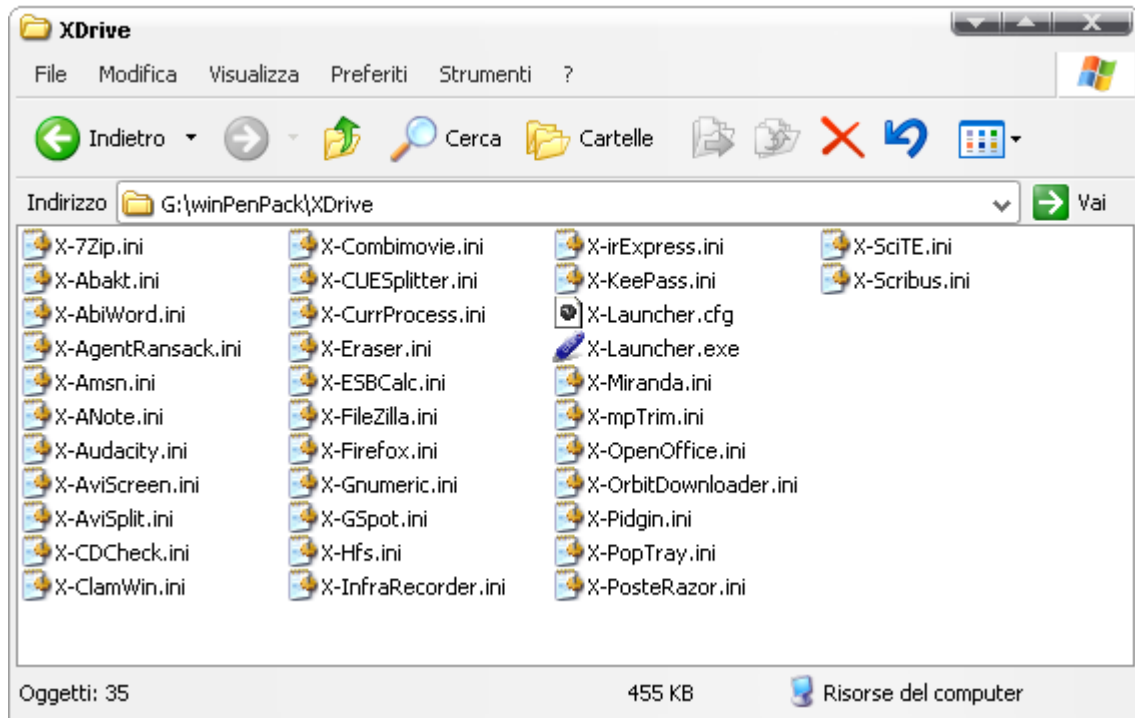 XDrive
File Modifica Visualizza Preferiti Strumenti ?
Indietro Cerca Cartelle
Indirizzo G:\winPenPack\XDrive Vai
X-7Zip.ini
X-Abakt.ini
X-AbiWord.ini
X-AgentRansack.ini
X-Amsn.ini
X-ANote.ini
X-Audacity.ini
X-AviScreen.ini
X-AviSplit.ini
X-CDCheck.ini
X-ClamWin.ini
X-Combimovie.ini
X-CUESplitter.ini
X-CurrProcess.ini
X-Eraser.ini
X-ESBCalc.ini
X-FileZilla.ini
X-Firefox.ini
X-Gnumeric.ini
X-GSpot.ini
X-Hfs.ini
X-InfraRecorder.ini
X-irExpress.ini
X-KeePass.ini
X-Launcher.cfg
X-Launcher.exe
X-Miranda.ini
X-mpTrim.ini
X-OpenOffice.ini
X-OrbitDownloader.ini
X-Pidgin.ini
X-PopTray.ini
X-PosteRazor.ini
X-SciTE.ini
X-Scribus.ini
Oggetti: 35 455 KB Risorse del computer